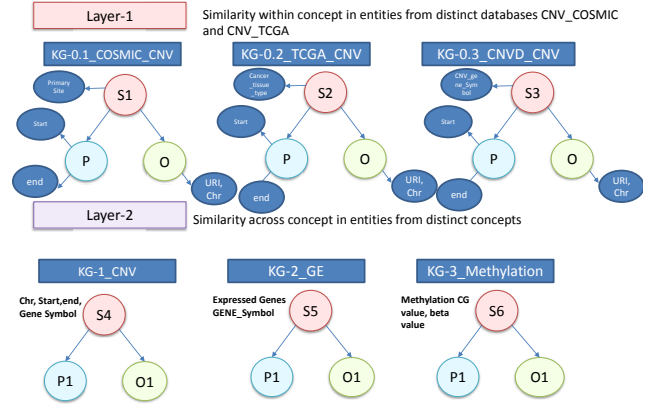 Layer-1
Similarity within concept in entities from distinct databases CNV_COSMIC
and CNV_TCGA
KG-0.1_COSMIC_CNV
KG-0.2_TCGA_CNV
KG-0.3_CNVD_CNV
Primary
Site
S1
Cancer
_tissue
_type
S2
CNV_ge
ne_Sym
bol
S3
Start
Start
Start
P
O
P
O
P
O
end
URI,
Chr
end
URI,
Chr
end
URI,
Chr
Layer-2
Similarity across concept in entities from distinct concepts
KG-1_CNV
KG-2_GE
KG-3_Methylation
Chr, Start,end,
Gene Symbol
S4
Expressed Genes
GENE_Symbol
S5
Methylation CG
value, beta
value
S6
P1
O1
P1
O1
P1
O1